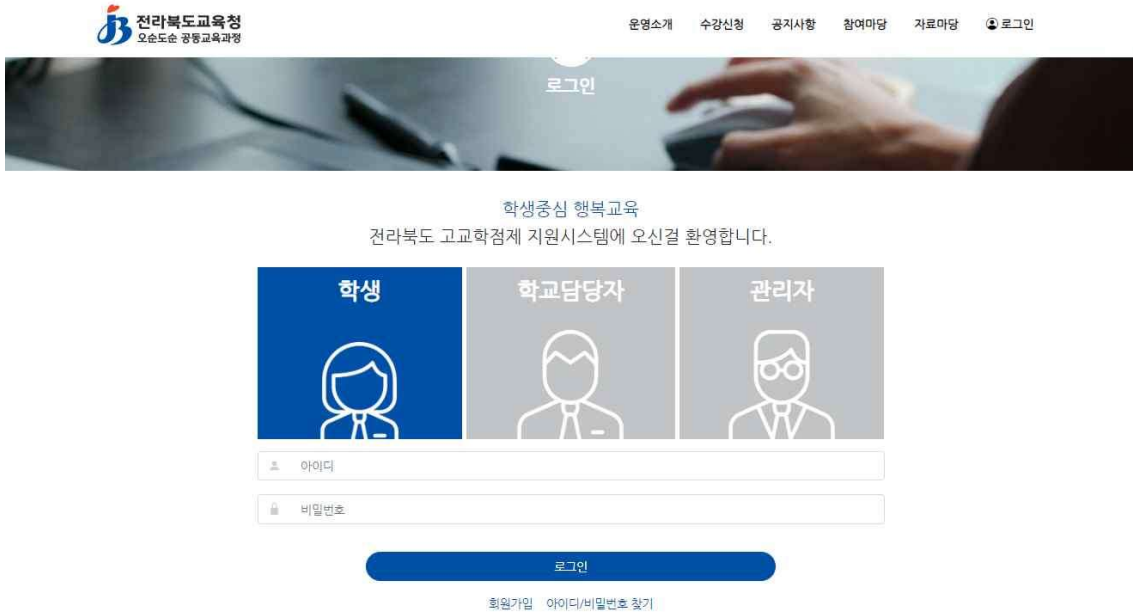 전라북도교육청
오순도순 공동교육과정
운영소개 수강신청 공지사항 참여마당 자료마당 로그인
로그인
학생중심 행복교육
전라북도 고교학점제 지원시스템에 오신걸 환영합니다.
학생 학교담당자 관리자
아이디
비밀번호
로그인
회원가입 아이디/비밀번호 찾기